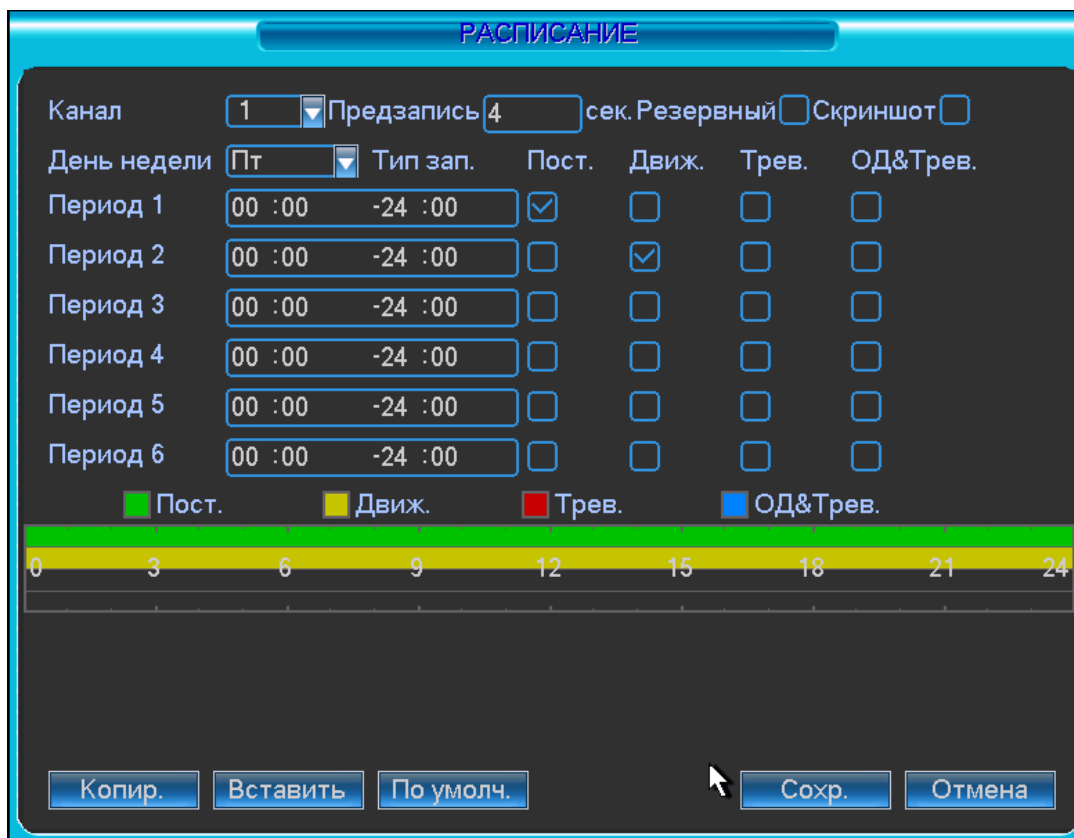 РАСПИСАНИЕ
Канал 1 Предзапись 4 сек. Резервный Скриншот
День недели Пт Тип зап. Пост. Движ. Трев. ОД&Трев.
Период 1 00 :00 -24 :00
Период 2 00 :00 -24 :00
Период 3 00 :00 -24 :00
Период 4 00 :00 -24 :00
Период 5 00 :00 -24 :00
Период 6 00 :00 -24 :00
Пост. Движ. Трев. ОД&Трев.
0 3 6 9 12 15 18 21 24
Копир. Вставить По умолч. Сохр. Отмена